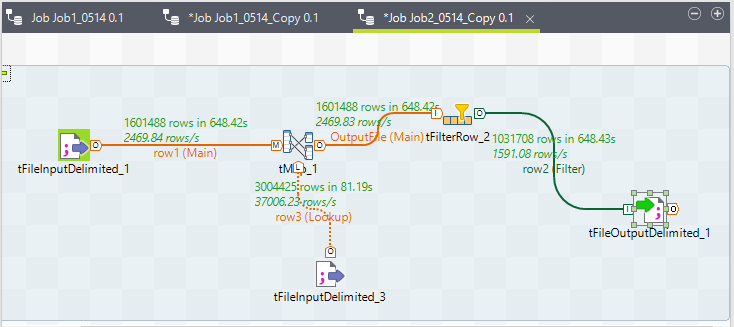 Job Job1_0514 0.1
*Job Job1_0514_Copy 0.1
*Job Job2_0514_Copy 0.1
1601488 rows in 648.42s
2469.84 rows/s
row1 (Main)
tFileInputDelimited_1
O
M
O
tMap_1
1601488 rows in 648.42s
2469.83 rows/s
OutputFile (Main)
I
O
tFilterRow_2
1031708 rows in 648.43s
1591.08 rows/s
row2 (Filter)
I
O
tFileOutputDelimited_1
3004425 rows in 81.19s
37006.23 rows/s
row3 (Lookup)
O
tFileInputDelimited_3